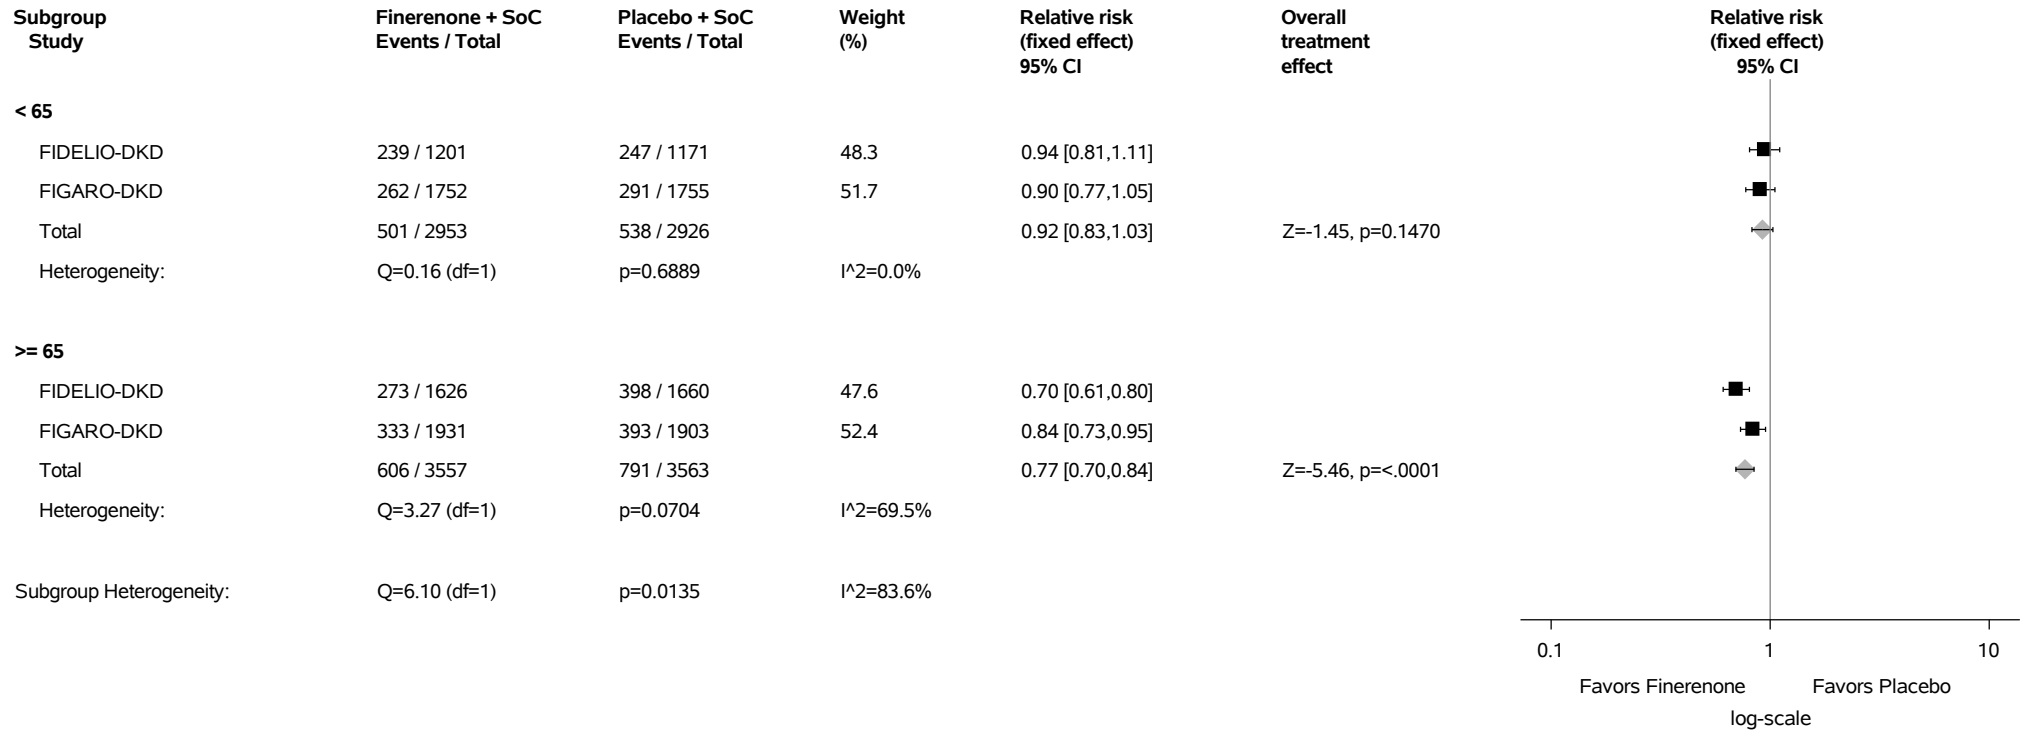 Subgroup Finerenone + SoC Placebo + SoC Weight Relative risk Overall Relative risk
Study Events / Total Events / Total (%) (fixed effect) treatment (fixed effect)
95% CI effect 95% CI
< 65
FIDELIO-DKD 239 / 1201 247 / 1171 48.3 0.94 [0.81,1.11]
FIGARO-DKD 262 / 1752 291 / 1755 51.7 0.90 [0.77,1.05]
Total 501 / 2953 538 / 2926 0.92 [0.83,1.03] Z=-1.45, p=0.1470
Heterogeneity: Q=0.16 (df=1) p=0.6889 I^2=0.0%
>= 65
FIDELIO-DKD 273 / 1626 398 / 1660 47.6 0.70 [0.61,0.80]
FIGARO-DKD 333 / 1931 393 / 1903 52.4 0.84 [0.73,0.95]
Total 606 / 3557 791 / 3563 0.77 [0.70,0.84] Z=-5.46, p=<.0001
Heterogeneity: Q=3.27 (df=1) p=0.0704 I^2=69.5%
Subgroup Heterogeneity: Q=6.10 (df=1) p=0.0135 I^2=83.6%
0.1 1 10
Favors Finerenone Favors Placebo
log-scale